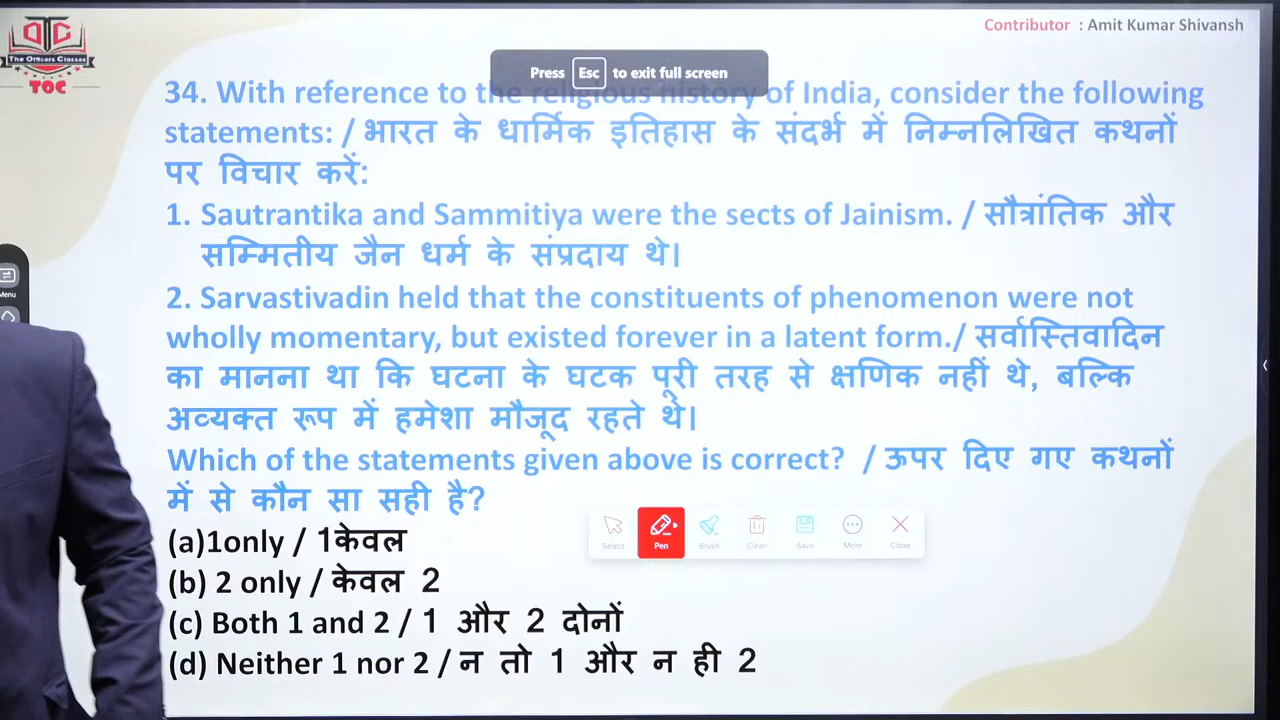 Contributor : Amit Kumar Shivansh
The Officers Classes
TOC
Press Esc to exit full screen
34. With reference to the religious history of India, consider the following
statements: / भारत के धार्मिक इतिहास के संदर्भ में निम्नलिखित कथनों
पर विचार करें:
1. Sautrantika and Sammitiya were the sects of Jainism. / सौत्रांतिक और
सम्मितीय जैन धर्म के संप्रदाय थे।
2. Sarvastivadin held that the constituents of phenomenon were not
wholly momentary, but existed forever in a latent form./ सर्वास्तिवादिन
का मानना था कि घटना के घटक पूरी तरह से क्षणिक नहीं थे, बल्कि
अव्यक्त रूप में हमेशा मौजूद रहते थे।
Which of the statements given above is correct? / ऊपर दिए गए कथनों
में से कौन सा सही है?
(a)1only / 1केवल
(b) 2 only / केवल 2
(c) Both 1 and 2 / 1 और 2 दोनों
(d) Neither 1 nor 2 / न तो 1 और न ही 2
Select Pen Brush Clean Save More Close
Menu